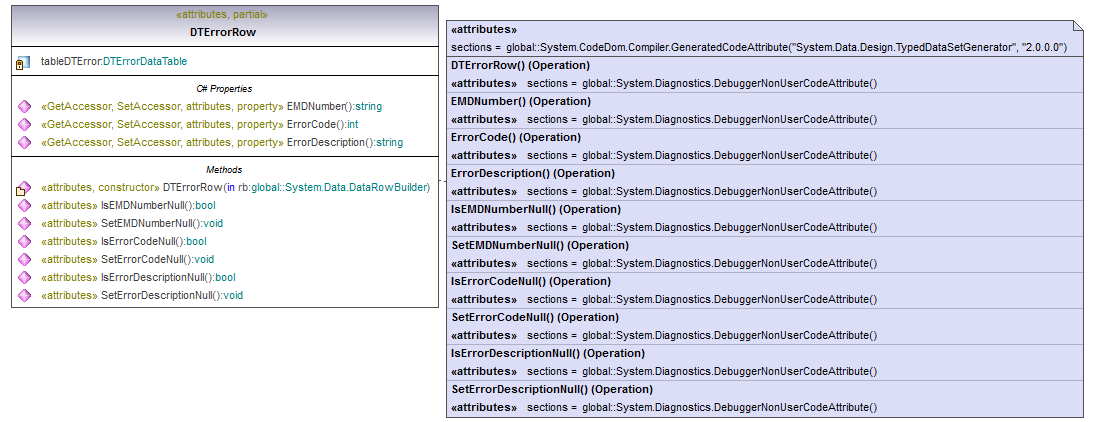 «attributes, partial»
DTErrorRow
tableDTError:DTErrorDataTable
C# Properties
«GetAccessor, SetAccessor, attributes, property» EMDNumber():string
«GetAccessor, SetAccessor, attributes, property» ErrorCode():int
«GetAccessor, SetAccessor, attributes, property» ErrorDescription():string
Methods
«attributes, constructor» DTErrorRow(in rb:global::System.Data.DataRowBuilder)
«attributes» IsEMDNumberNull():bool
«attributes» SetEMDNumberNull():void
«attributes» IsErrorCodeNull():bool
«attributes» SetErrorCodeNull():void
«attributes» IsErrorDescriptionNull():bool
«attributes» SetErrorDescriptionNull():void
«attributes»
sections = global::System.CodeDom.Compiler.GeneratedCodeAttribute("System.Data.Design.TypedDataSetGenerator", "2.0.0.0")
DTErrorRow() (Operation)
«attributes» sections = global::System.Diagnostics.DebuggerNonUserCodeAttribute()
EMDNumber() (Operation)
«attributes» sections = global::System.Diagnostics.DebuggerNonUserCodeAttribute()
ErrorCode() (Operation)
«attributes» sections = global::System.Diagnostics.DebuggerNonUserCodeAttribute()
ErrorDescription() (Operation)
«attributes» sections = global::System.Diagnostics.DebuggerNonUserCodeAttribute()
IsEMDNumberNull() (Operation)
«attributes» sections = global::System.Diagnostics.DebuggerNonUserCodeAttribute()
SetEMDNumberNull() (Operation)
«attributes» sections = global::System.Diagnostics.DebuggerNonUserCodeAttribute()
IsErrorCodeNull() (Operation)
«attributes» sections = global::System.Diagnostics.DebuggerNonUserCodeAttribute()
SetErrorCodeNull() (Operation)
«attributes» sections = global::System.Diagnostics.DebuggerNonUserCodeAttribute()
IsErrorDescriptionNull() (Operation)
«attributes» sections = global::System.Diagnostics.DebuggerNonUserCodeAttribute()
SetErrorDescriptionNull() (Operation)
«attributes» sections = global::System.Diagnostics.DebuggerNonUserCodeAttribute()